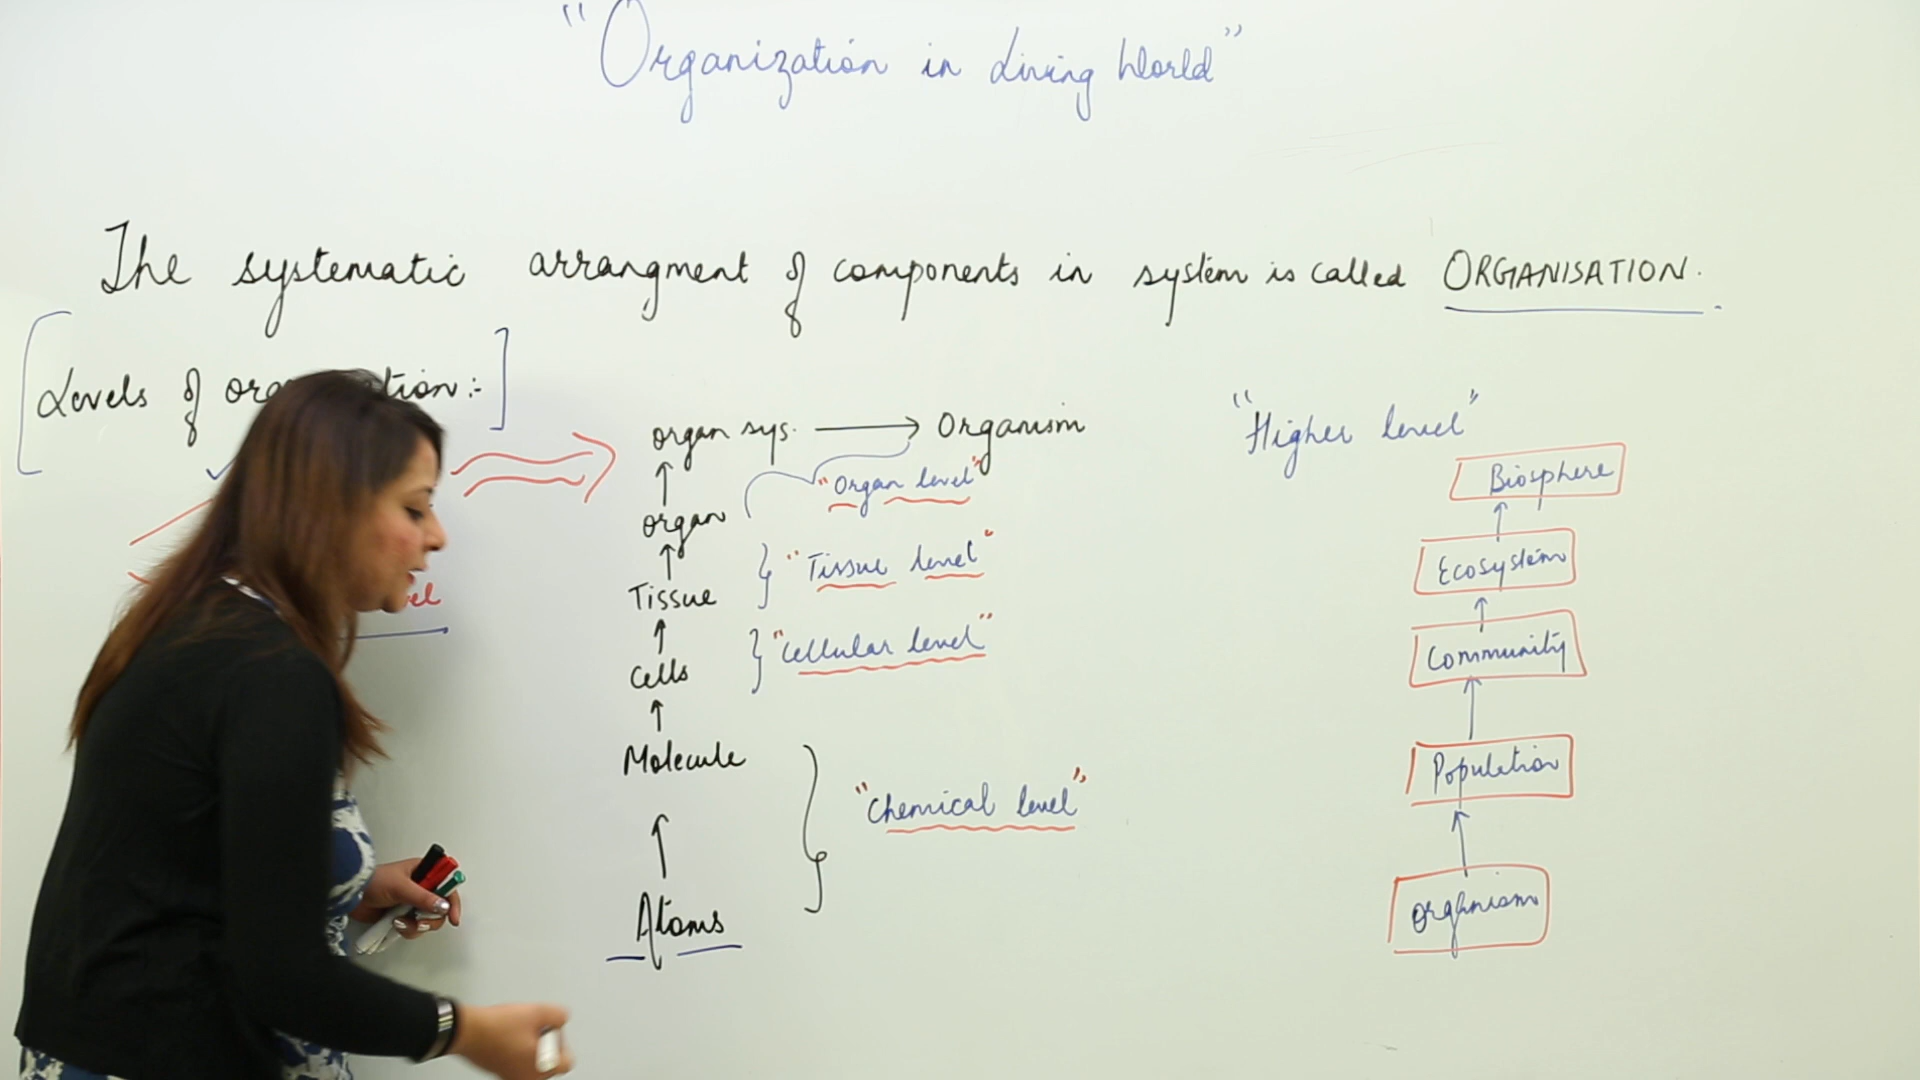 "Organization in Living World"
The systematic arrangment of components in system is called ORGANISATION.
Levels of
organ sys. → Organism
"Organ level"
↑
organ
↑
"Tissue level"
Tissue
↑
"Cellular level"
Cells
↑
Molecule
↑
"Chemical level"
Atoms
"Higher level"
Biosphere
↑
Ecosystem
↑
Community
↑
Population
↑
organism